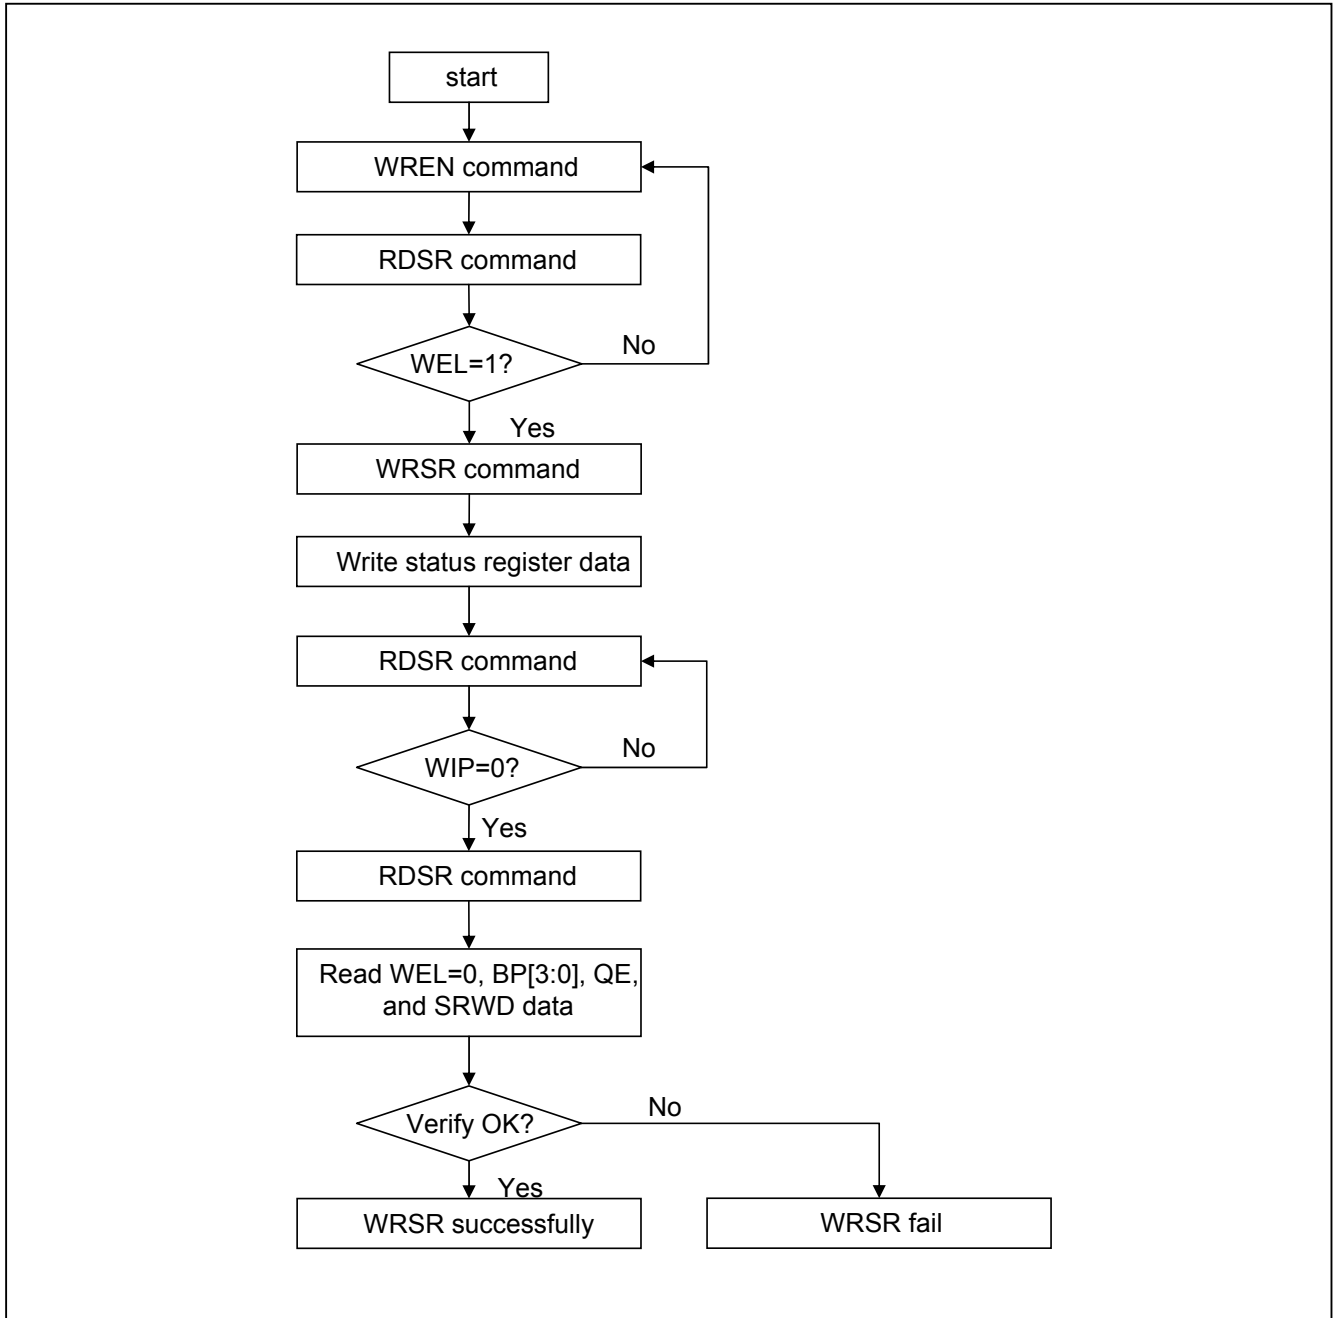 start
WREN command
RDSR command
WEL=1?
No
Yes
WRSR command
Write status register data
RDSR command
WIP=0?
No
Yes
RDSR command
Read WEL=0, BP[3:0], QE,
and SRWD data
Verify OK?
No
Yes
WRSR successfully
WRSR fail